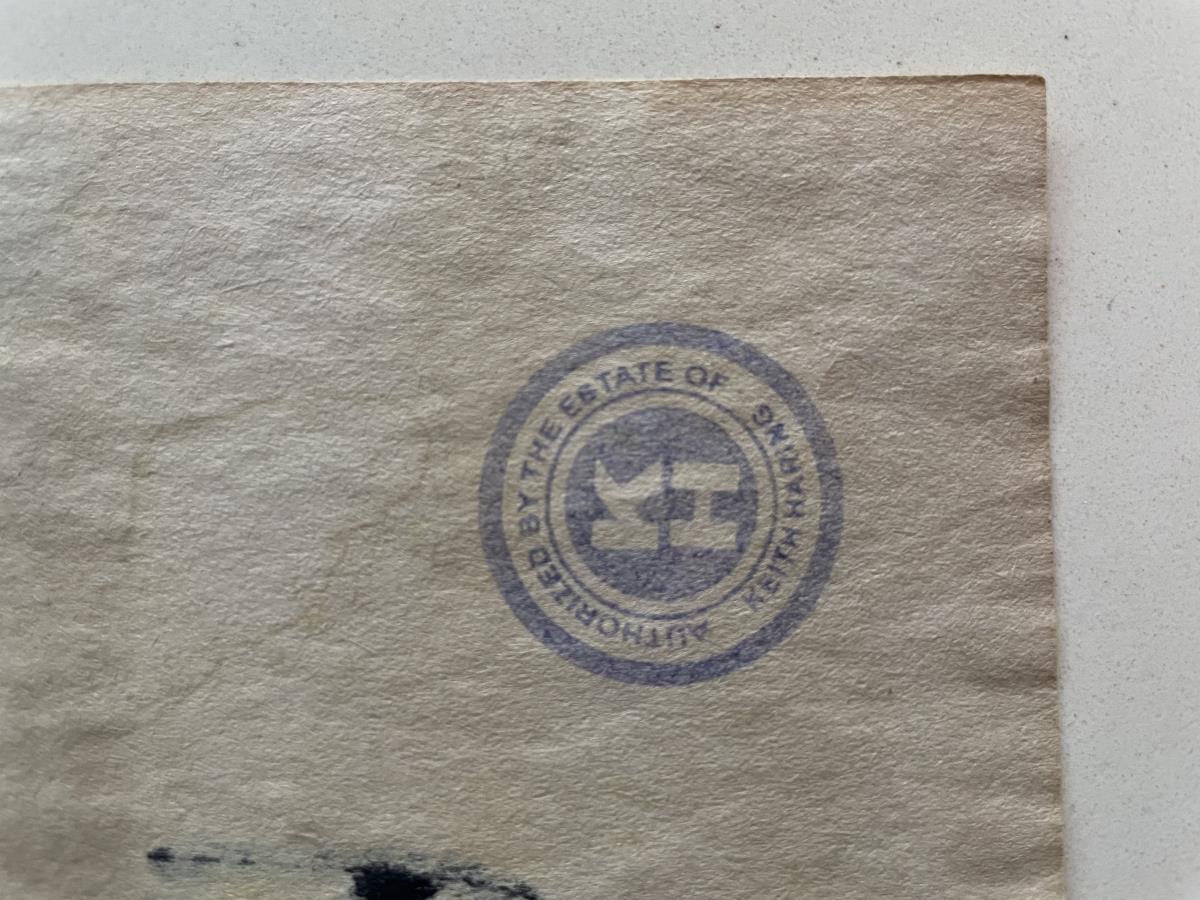 AUTHORIZED BY THE ESTATE OF
KEITH HARING
KH